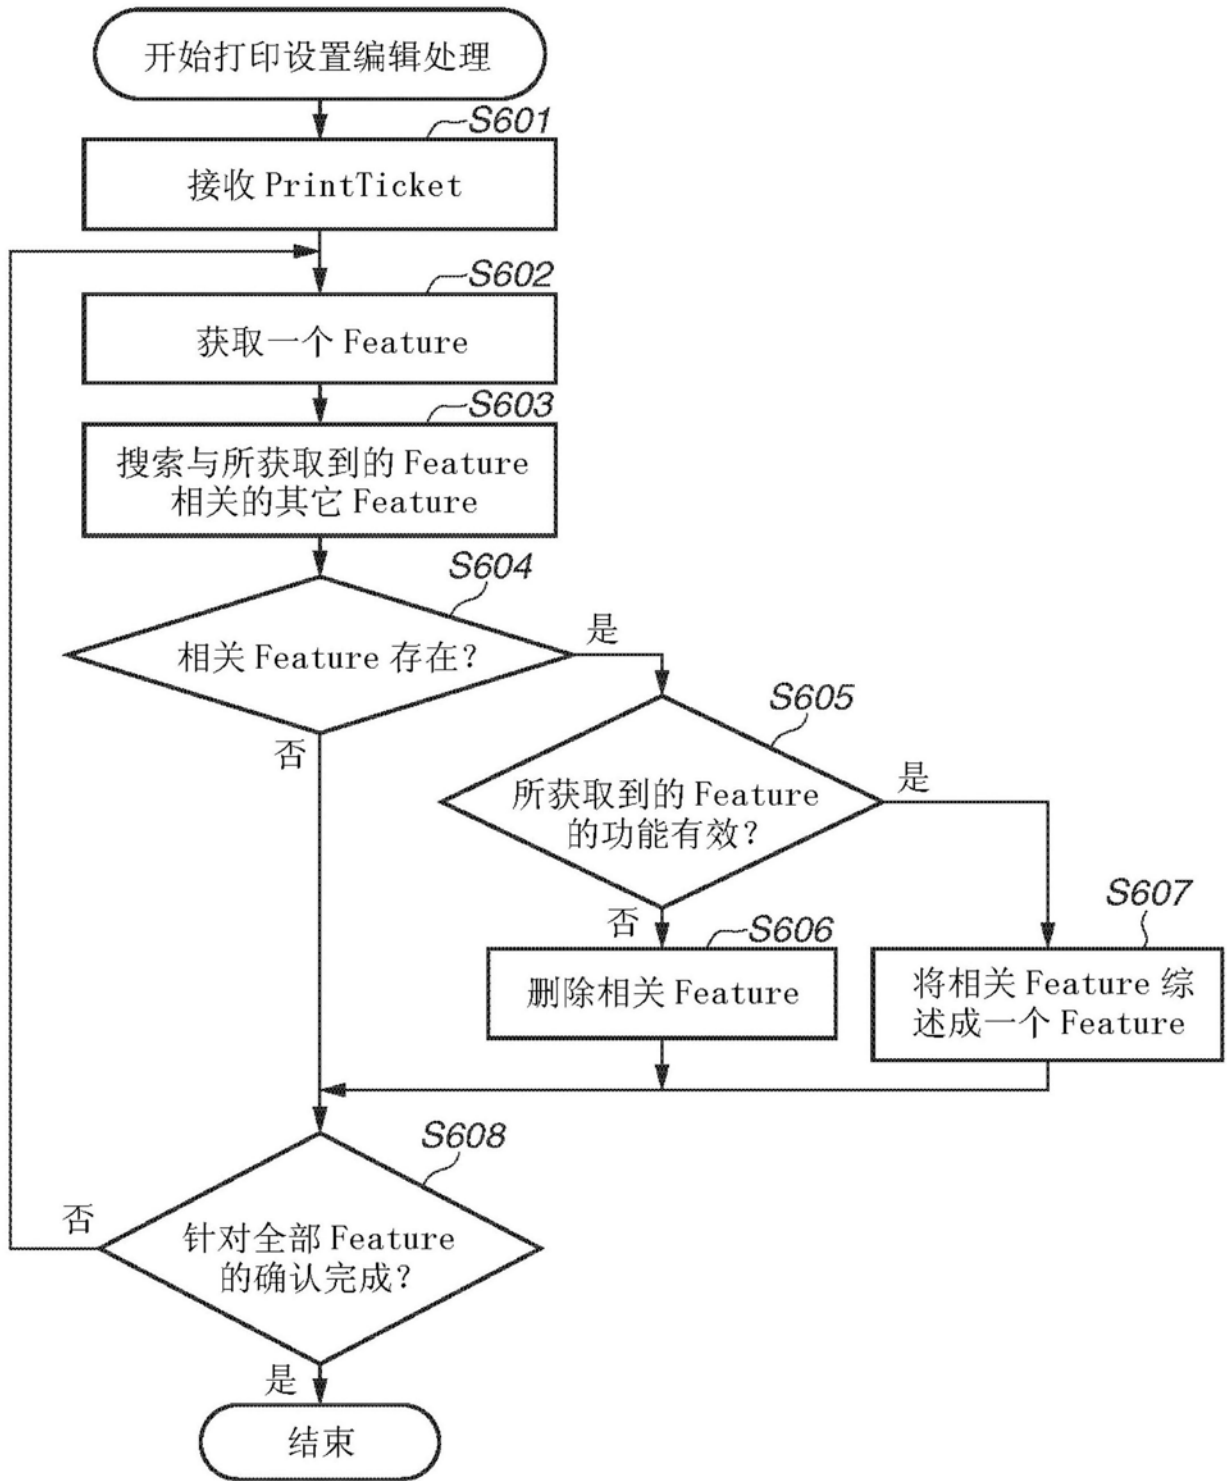 开始打印设置编辑处理
S601
接收 PrintTicket
S602
获取一个 Feature
S603
搜索与所获取到的 Feature
相关的其它 Feature
S604
相关 Feature 存在?
是
否
S605
所获取到的 Feature
的功能有效?
是
否
S606
删除相关 Feature
S607
将相关 Feature 综
述成一个 Feature
S608
针对全部 Feature
的确认完成?
否
是
结束